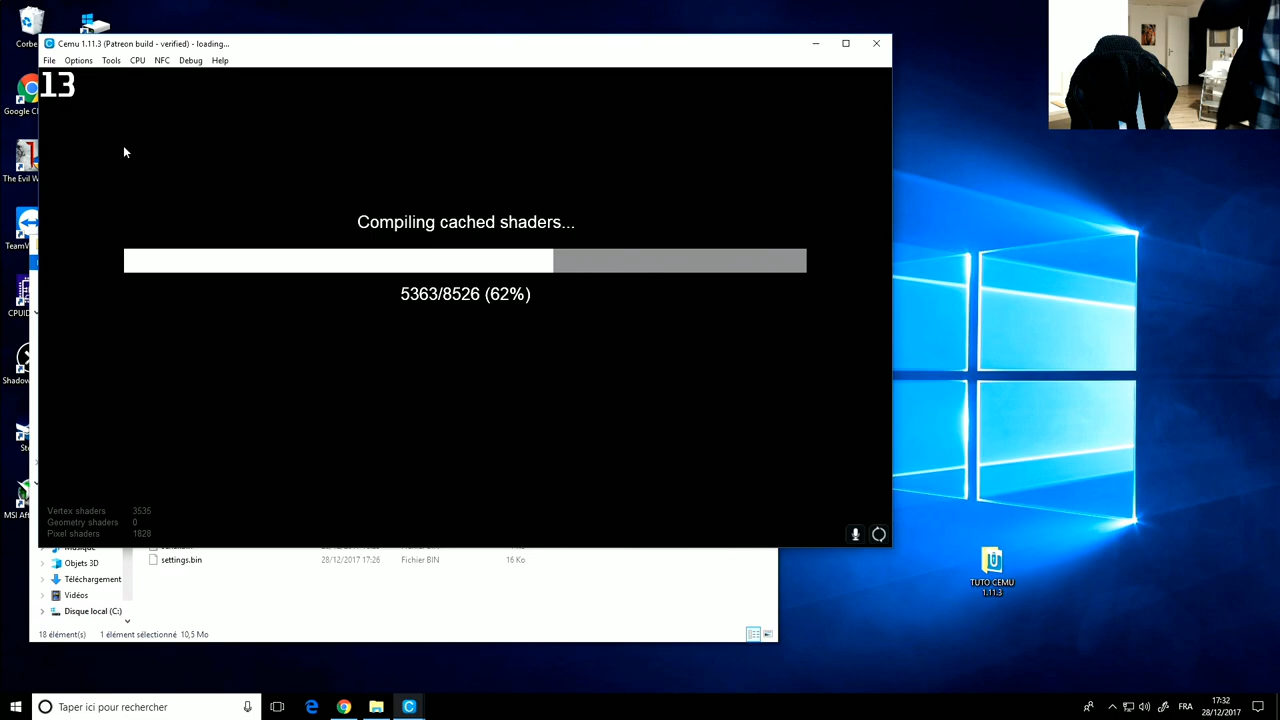 Corbe
Cemu 1.11.3 (Patreon build - verified) - loading...
File Options Tools CPU NFC Debug Help
13
Google Cl
The Evil W
TeamV
CPUID
Shadow
Ste
MSI Aft
Compiling cached shaders...
5363/8526 (62%)
Vertex shaders 3535
Geometry shaders 0
Pixel shaders 1828
settings.bin 28/12/2017 17:26 Fichier BIN 16 Ko
Objets 3D
Téléchargement
Vidéos
Disque local (C:)
18 élément(s) 1 élément sélectionné 10,5 Mo
TUTO CEMU
1.11.3
Taper ici pour rechercher
FRA
17:32
28/12/2017